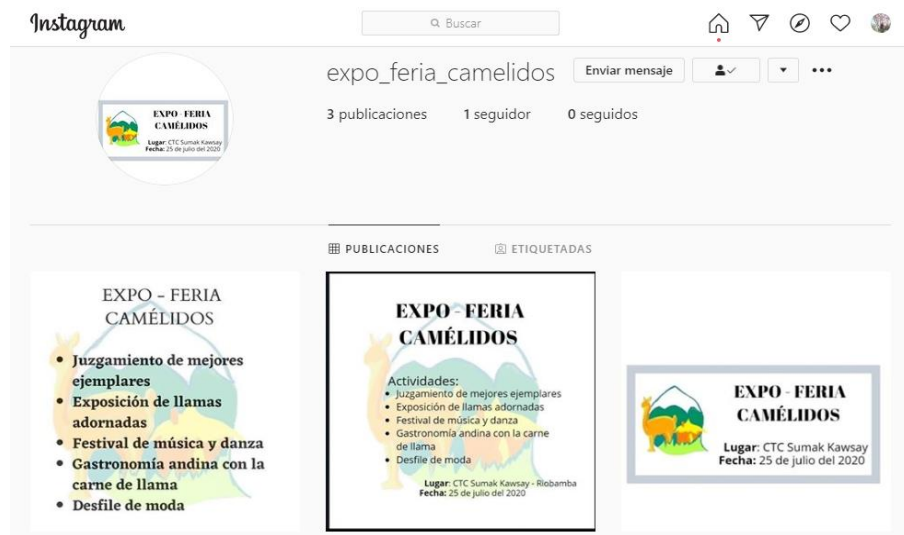 Instagram
Buscar
expo_feria_camelidos
Enviar mensaje
3 publicaciones 1 seguidor 0 seguidos
EXPO - FERIA
CAMÉLIDOS
Lugar: CTC Sumak Kawsay
Fecha: 25 de julio del 2020
PUBLICACIONES
ETIQUETADAS
EXPO - FERIA
CAMÉLIDOS
• Juzgamiento de mejores
ejemplares
• Exposición de llamas
adornadas
• Festival de música y danza
• Gastronomía andina con la
carne de llama
• Desfile de moda
EXPO - FERIA
CAMÉLIDOS
Actividades:
• Juzgamiento de mejores ejemplares
• Exposición de llamas adornadas
• Festival de música y danza
• Gastronomía andina con la carne
de llama
• Desfile de moda
Lugar: CTC Sumak Kawsay - Riobamba
Fecha: 25 de julio del 2020
EXPO - FERIA
CAMÉLIDOS
Lugar: CTC Sumak Kawsay
Fecha: 25 de julio del 2020